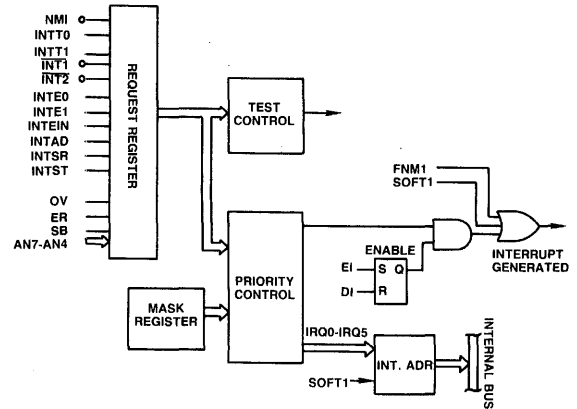 NMI
INTT0
INTT1
INT1
INT2
INTE0
INTE1
INTEIN
INTAD
INTSR
INTST
OV
ER
SB
AN7-AN4
REQUEST REGISTER
TEST
CONTROL
FNM1
SOFT1
INTERRUPT
GENERATED
PRIORITY
CONTROL
ENABLE
EI
S Q
DI
R
MASK
REGISTER
IRQ0-IRQ5
INT. ADR
SOFT1
INTERNAL BUS